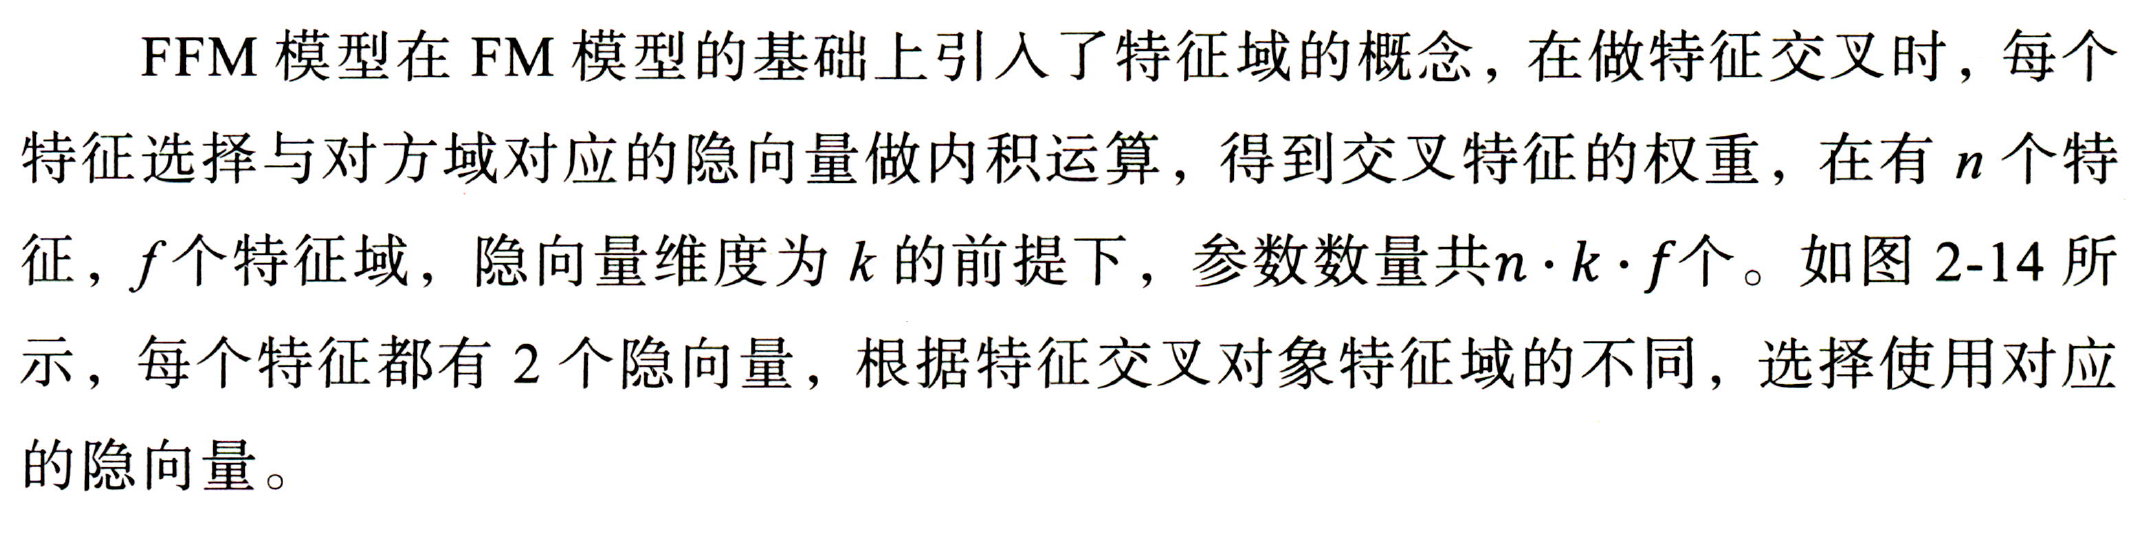 FFM 模型在 FM 模型的基础上引入了特征域的概念，在做特征交叉时，每个
特征选择与对方域对应的隐向量做内积运算，得到交叉特征的权重，在有 n 个特
征，f个特征域，隐向量维度为 k 的前提下，参数数量共n · k · f个。如图 2-14 所
示，每个特征都有 2 个隐向量，根据特征交叉对象特征域的不同，选择使用对应
的隐向量。